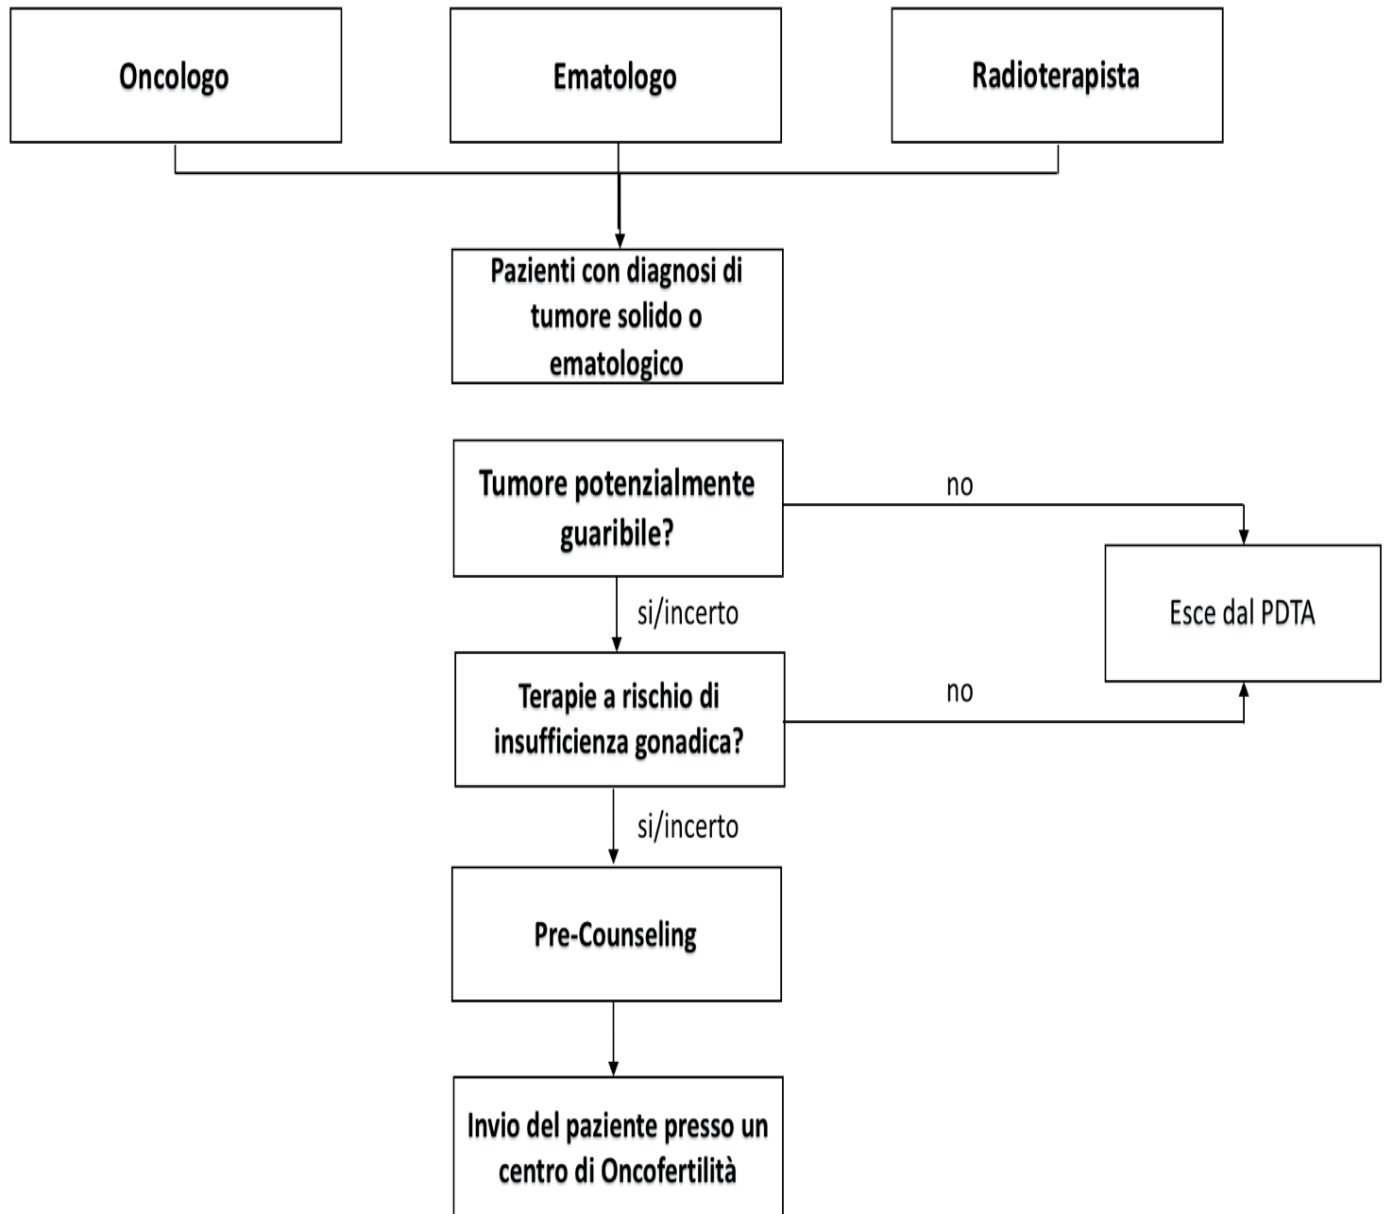 Oncologo
Ematologo
Radioterapista
Pazienti con diagnosi di
tumore solido o
ematologico
Tumore potenzialmente
guaribile?
no
Esce dal PDTA
si/incerto
Terapie a rischio di
insufficienza gonadica?
no
si/incerto
Pre-Counseling
Invio del paziente presso un
centro di Oncofertilità